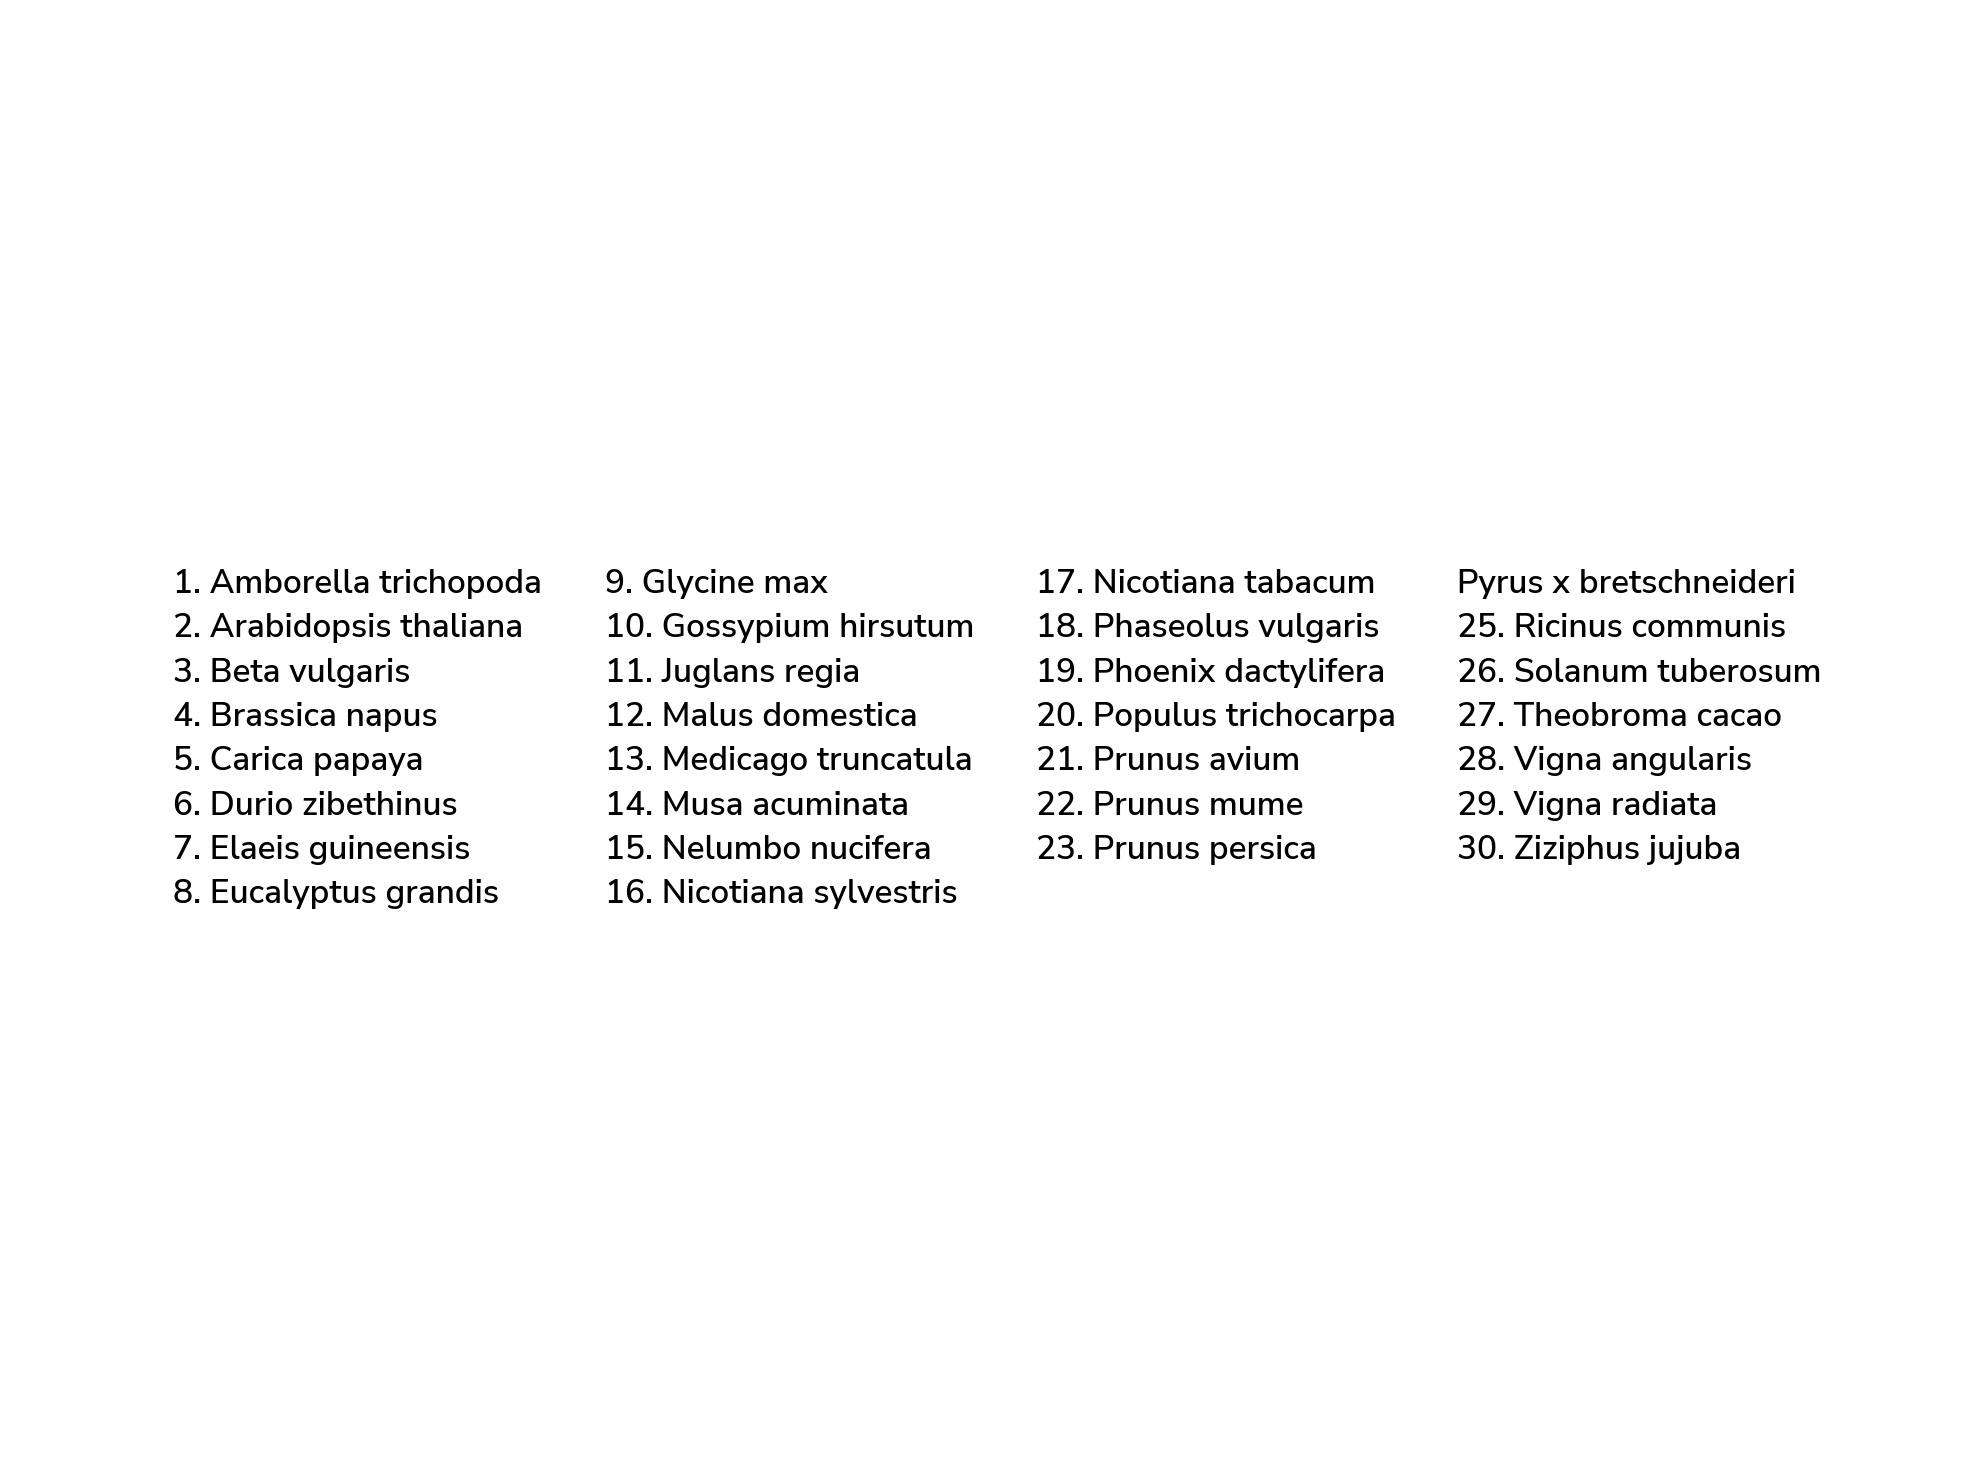 1. Amborella trichopoda
2. Arabidopsis thaliana
3. Beta vulgaris
4. Brassica napus
5. Carica papaya
6. Durio zibethinus
7. Elaeis guineensis
8. Eucalyptus grandis
9. Glycine max
10. Gossypium hirsutum
11. Juglans regia
12. Malus domestica
13. Medicago truncatula
14. Musa acuminata
15. Nelumbo nucifera
16. Nicotiana sylvestris
17. Nicotiana tabacum
18. Phaseolus vulgaris
19. Phoenix dactylifera
20. Populus trichocarpa
21. Prunus avium
22. Prunus mume
23. Prunus persica
Pyrus x bretschneideri
25. Ricinus communis
26. Solanum tuberosum
27. Theobroma cacao
28. Vigna angularis
29. Vigna radiata
30. Ziziphus jujuba